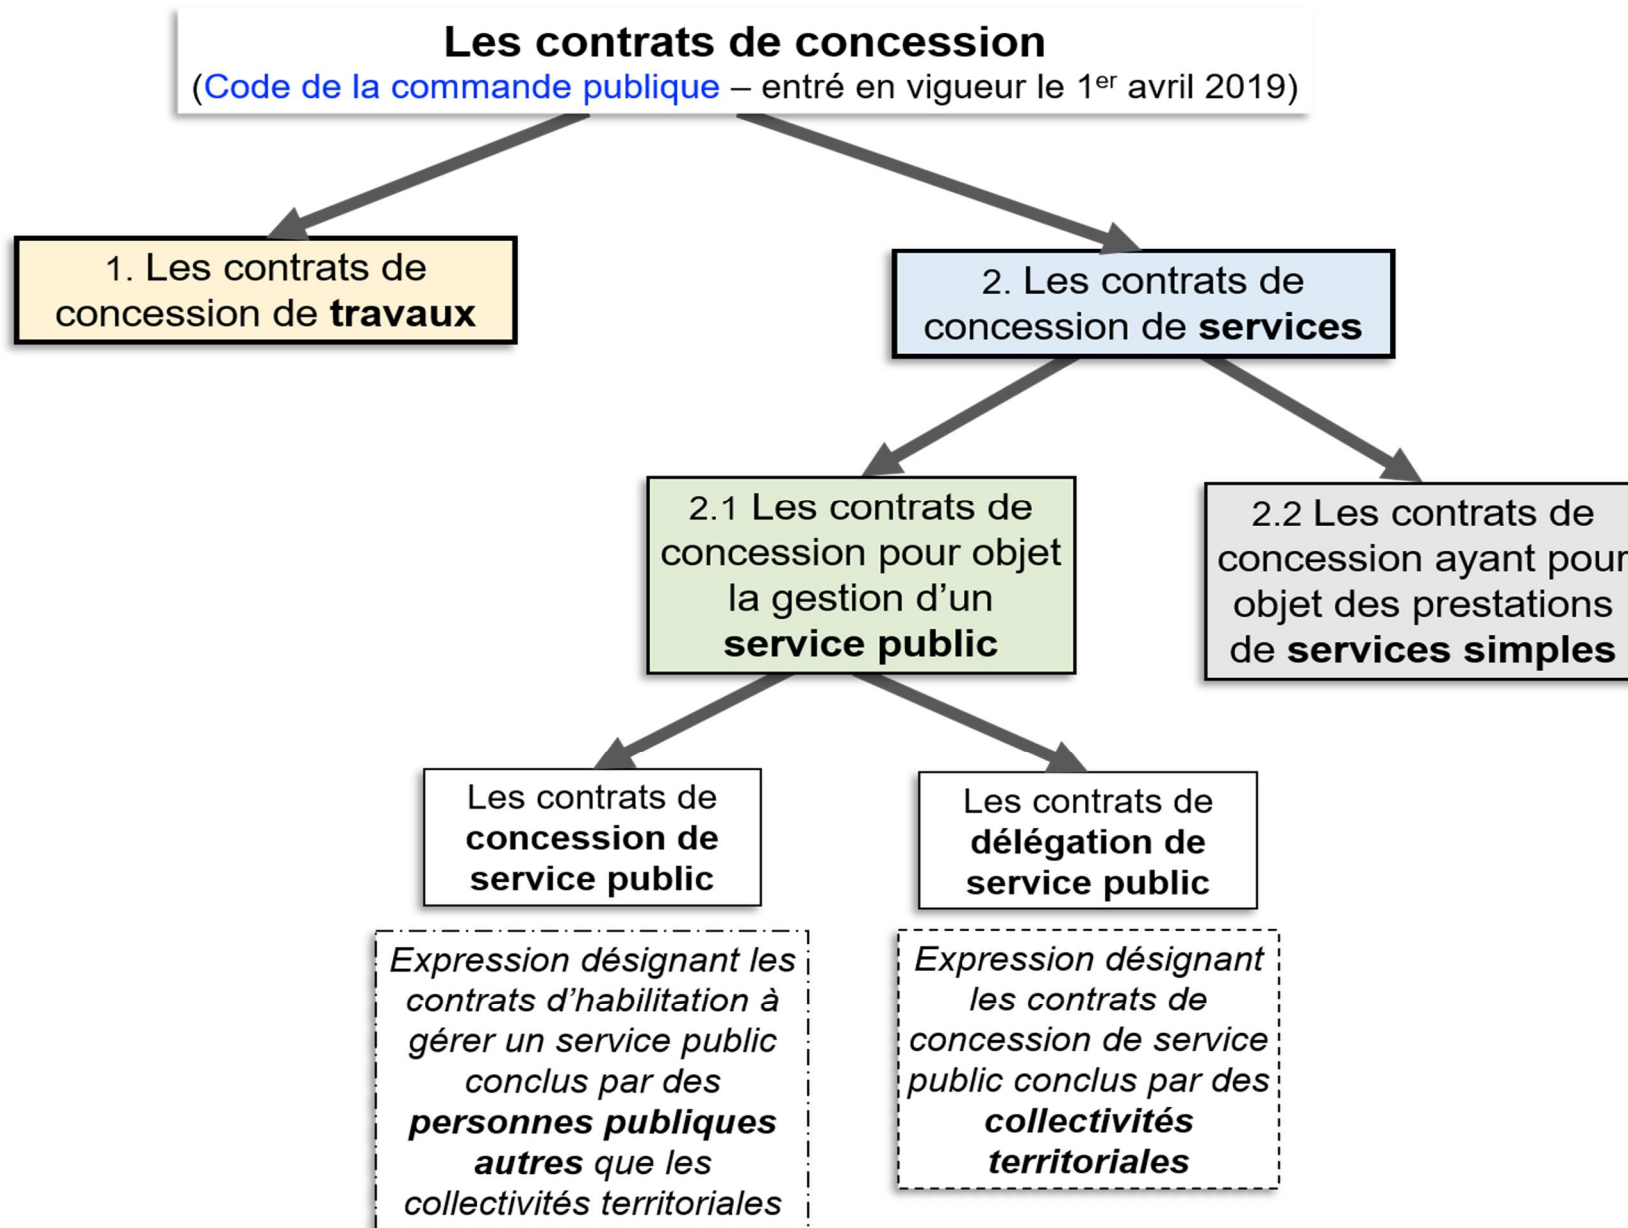 Les contrats de concession
(Code de la commande publique – entré en vigueur le 1er avril 2019)
1. Les contrats de
concession de travaux
2. Les contrats de
concession de services
2.1 Les contrats de
concession pour objet
la gestion d’un
service public
2.2 Les contrats de
concession ayant pour
objet des prestations
de services simples
Les contrats de
concession de
service public
Les contrats de
délégation de
service public
Expression désignant les
contrats d’habilitation à
gérer un service public
conclus par des
personnes publiques
autres que les
collectivités territoriales
Expression désignant
les contrats de
concession de service
public conclus par des
collectivités
territoriales